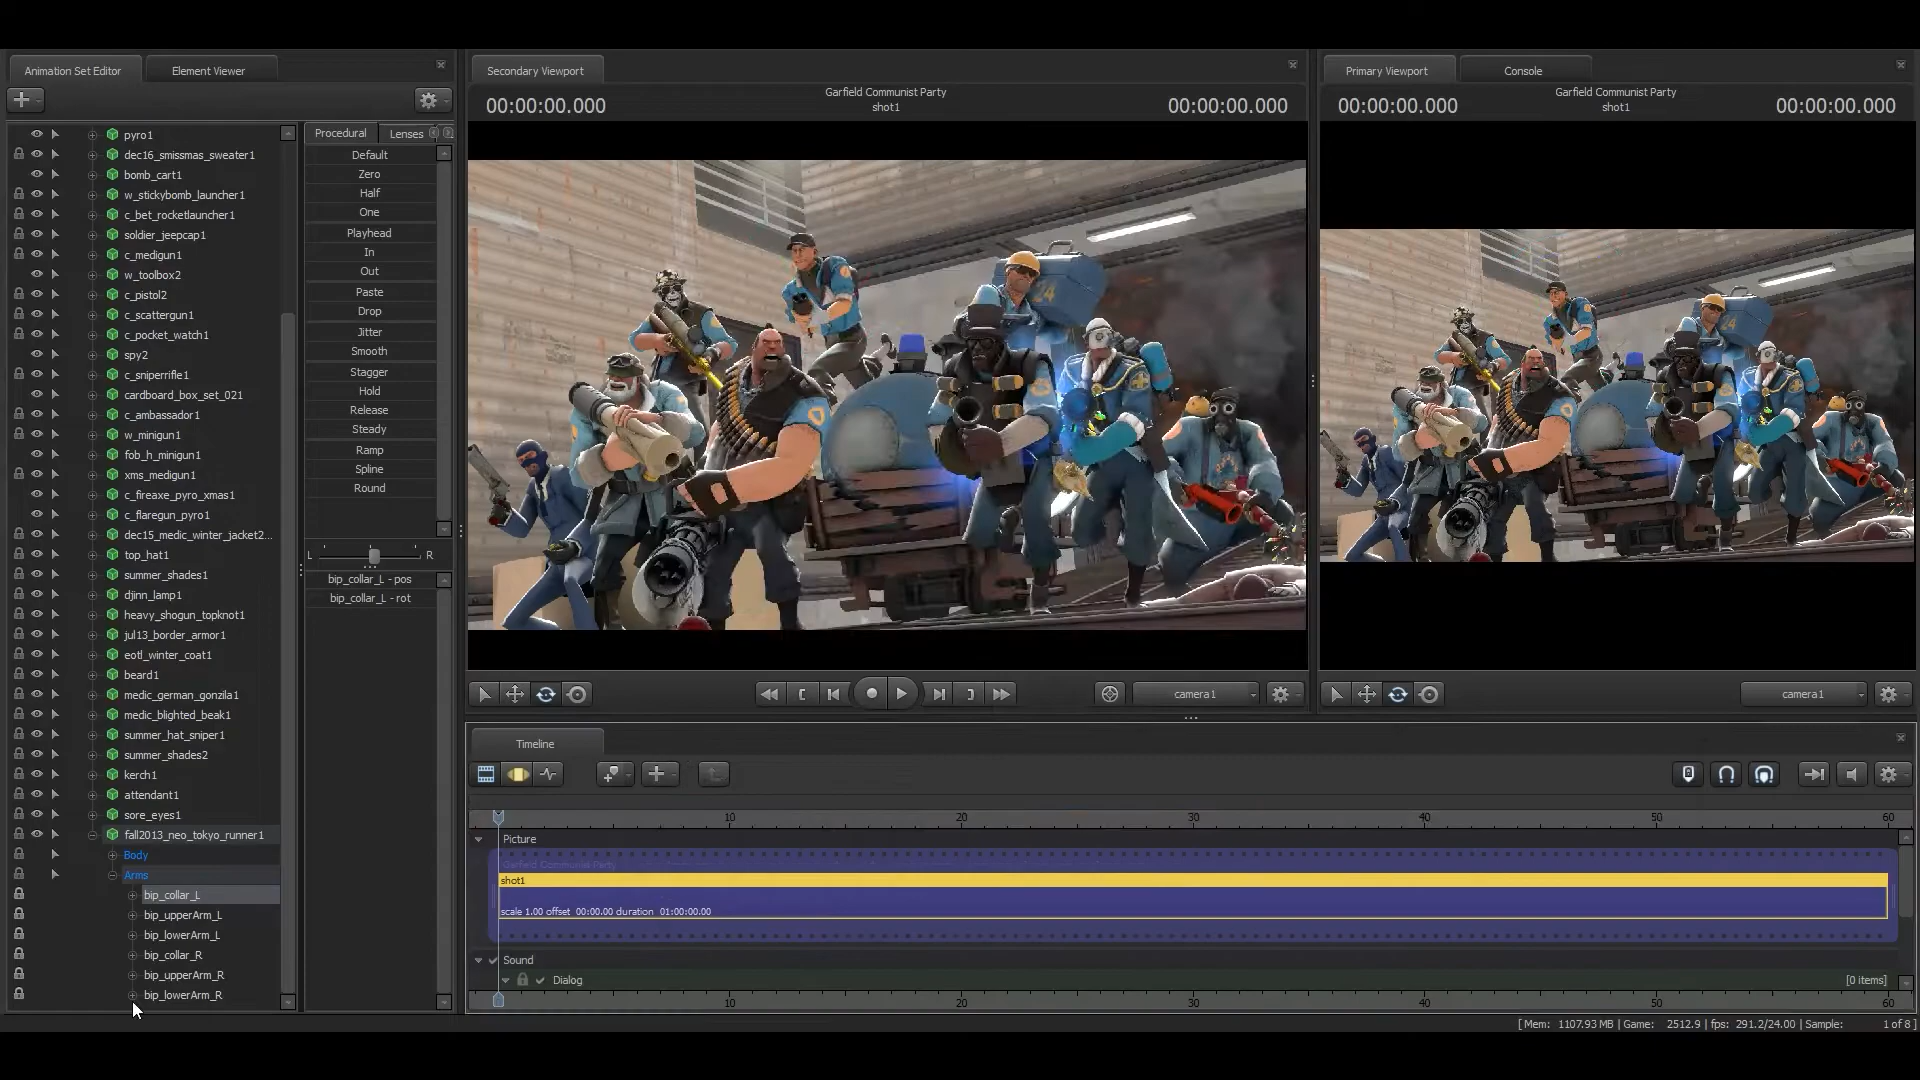 Animation Set Editor
Element Viewer
pyro1
dec16_smissmas_sweater1
bomb_cart1
w_stickybomb_launcher1
c_bet_rocketlauncher1
soldier_jeepcap1
c_medigun1
w_toolbox2
c_pistol2
c_scattergun1
c_pocket_watch1
spy2
c_sniperrifle1
cardboard_box_set_021
c_ambassador1
w_minigun1
fob_h_minigun1
xms_medigun1
c_fireaxe_pyro_xmas1
c_flaregun_pyro1
dec15_medic_winter_jacket2...
top_hat1
summer_shades1
djinn_lamp1
heavy_shogun_topknot1
jul13_border_armor1
eotl_winter_coat1
beard1
medic_german_gonzila1
medic_blighted_beak1
summer_hat_sniper1
summer_shades2
kerch1
attendant1
sore_eyes1
fall2013_neo_tokyo_runner1
Body
Arms
bip_collar_L
bip_upperArm_L
bip_lowerArm_L
bip_collar_R
bip_upperArm_R
bip_lowerArm_R
Procedural
Lenses
Default
Zero
Half
One
Playhead
In
Out
Paste
Drop
Jitter
Smooth
Stagger
Hold
Release
Steady
Ramp
Spline
Round
L R
bip_collar_L - pos
bip_collar_L - rot
Secondary Viewport
00:00:00.000
Garfield Communist Party
shot1
00:00:00.000
24
camera1
Primary Viewport
Console
00:00:00.000
Garfield Communist Party
shot1
00:00:00.000
24
camera1
Timeline
10 20 30 40 50 60
Picture
Garfield Communist Party
shot1
scale 1.00 offset 00:00.00 duration 01:00:00.00
Sound
Dialog
[0 items]
10 20 30 40 50 60
[ Mem: 1107.93 MB | Game: 2512.9 | fps: 291.2/24.00 | Sample: 1 of 8 ]